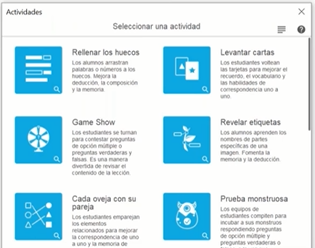 Actividades
Seleccionar una actividad
Rellenar los huecos
Los alumnos arrastran
palabras o números a los
huecos. Mejora la
deducción, la composición
y la memoria
Levantar cartas
Los estudiantes voltean
las tarjetas para mejorar el
recuerdo, el vocabulario y
las habilidades de
correspondencia uno a
uno
Game Show
Los estudiantes se turnan
para contestar preguntas
de opción múltiple o
preguntas verdaderas y
falsas. Es una manera
divertida de revisar el
contenido de la lección
Revelar etiquetas
Los alumnos aprenden los
nombres de partes
específicas de una
imagen. Fomenta la
memoria y la deducción.
Cada oveja con su
pareja
Los estudiantes emparejan
los elementos
relacionados para mejorar
la correspondencia de uno
a uno y la memoria de
Prueba monstruosa
Los equipos de
estudiantes compiten para
incubar a sus monstruos
respondiendo preguntas
de opción múltiple y
preguntas verdaderas o